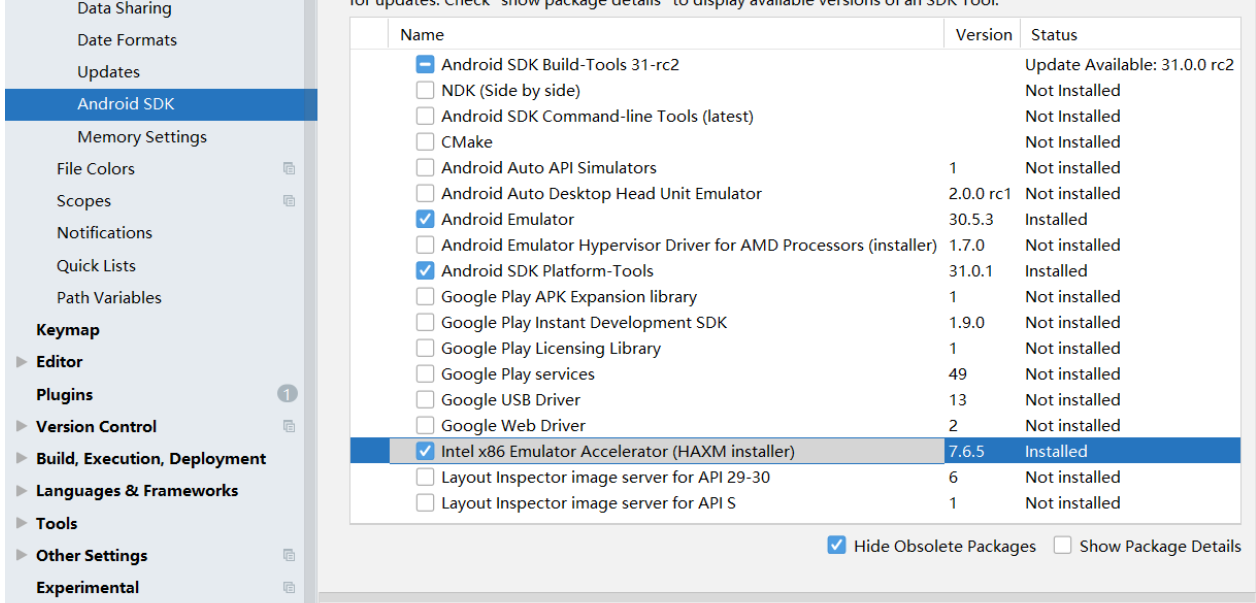 Data Sharing
Date Formats
Updates
Android SDK
Memory Settings
File Colors
Scopes
Notifications
Quick Lists
Path Variables
Keymap
Editor
Plugins 1
Version Control
Build, Execution, Deployment
Languages & Frameworks
Tools
Other Settings
Experimental
for updates. Check "show package details" to display available versions of an SDK Tool.
Name Version Status
Android SDK Build-Tools 31-rc2 Update Available: 31.0.0 rc2
NDK (Side by side) Not Installed
Android SDK Command-line Tools (latest) Not Installed
CMake Not Installed
Android Auto API Simulators 1 Not installed
Android Auto Desktop Head Unit Emulator 2.0.0 rc1 Not installed
Android Emulator 30.5.3 Installed
Android Emulator Hypervisor Driver for AMD Processors (installer) 1.7.0 Not installed
Android SDK Platform-Tools 31.0.1 Installed
Google Play APK Expansion library 1 Not installed
Google Play Instant Development SDK 1.9.0 Not installed
Google Play Licensing Library 1 Not installed
Google Play services 49 Not installed
Google USB Driver 13 Not installed
Google Web Driver 2 Not installed
Intel x86 Emulator Accelerator (HAXM installer) 7.6.5 Installed
Layout Inspector image server for API 29-30 6 Not installed
Layout Inspector image server for API S 1 Not installed
Hide Obsolete Packages Show Package Details